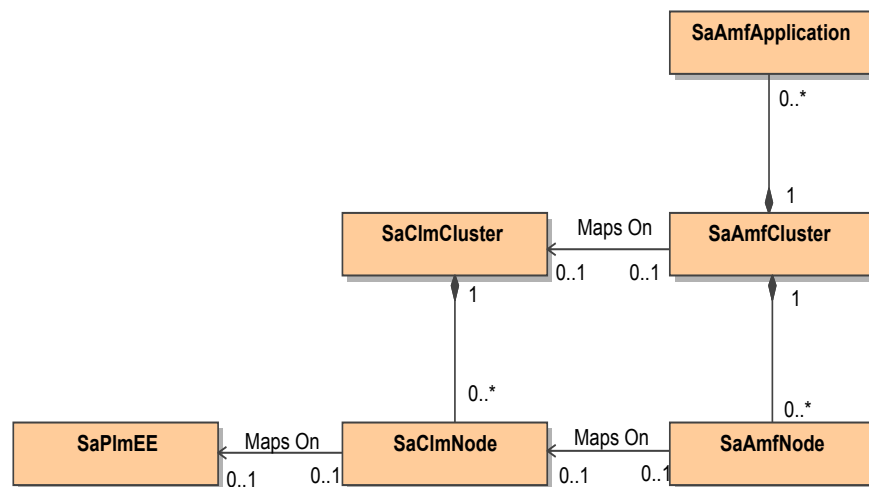 SaAmfApplication
0..*
1
SaClmCluster
Maps On
SaAmfCluster
0..1
0..1
1
1
0..*
0..*
SaPlmEE
Maps On
SaClmNode
Maps On
SaAmfNode
0..1
0..1
0..1
0..1